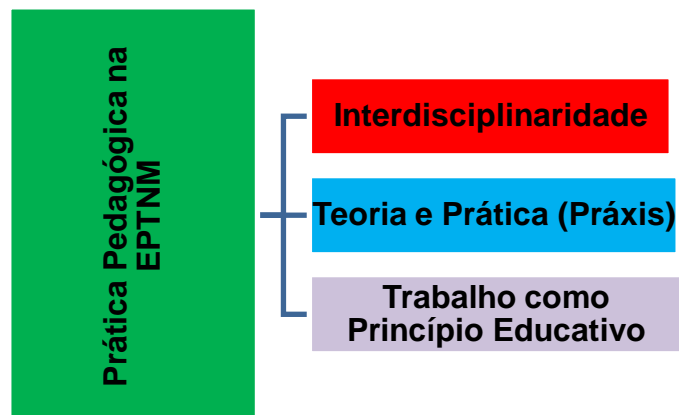 Prática Pedagógica na
EPTNM
Interdisciplinaridade
Teoria e Prática (Práxis)
Trabalho como
Princípio Educativo